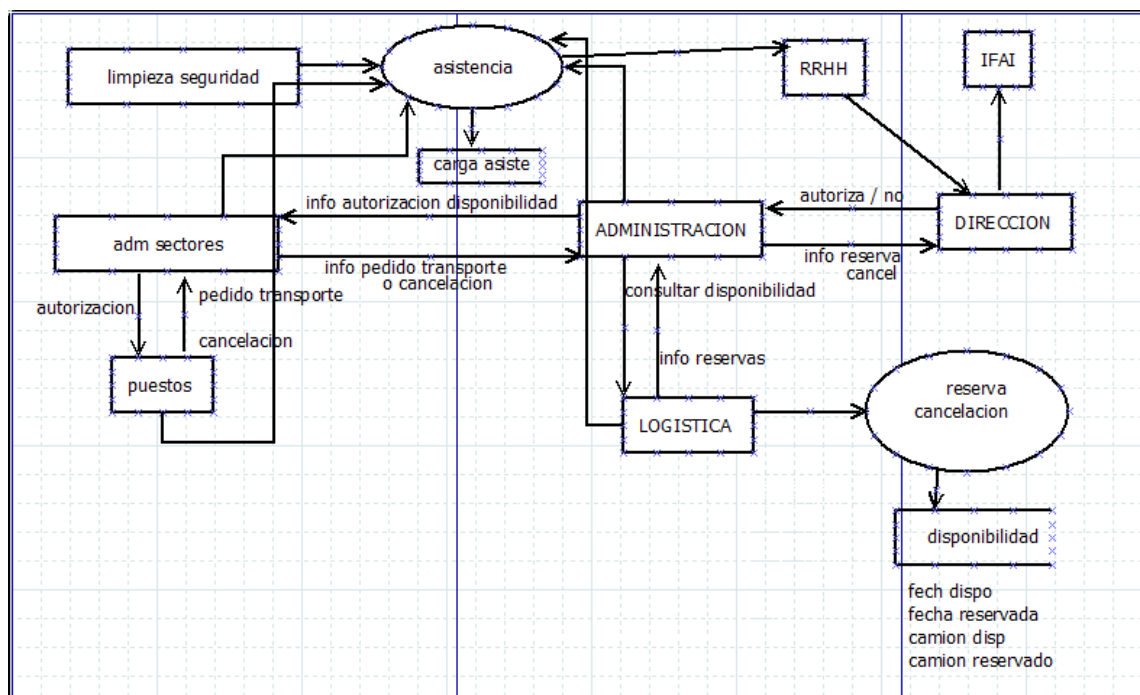 limpieza seguridad
asistencia
RRHH
IFAI
carga asiste
info autorizacion disponibilidad
autoriza / no
adm sectores
ADMINISTRACION
DIRECCION
info pedido transporte
o cancelacion
info reserva
cancel
autorizacion
pedido transporte
consultar disponibilidad
cancelacion
info reservas
puestos
LOGISTICA
reserva
cancelacion
disponibilidad
fech dispo
fecha reservada
camion disp
camion reservado